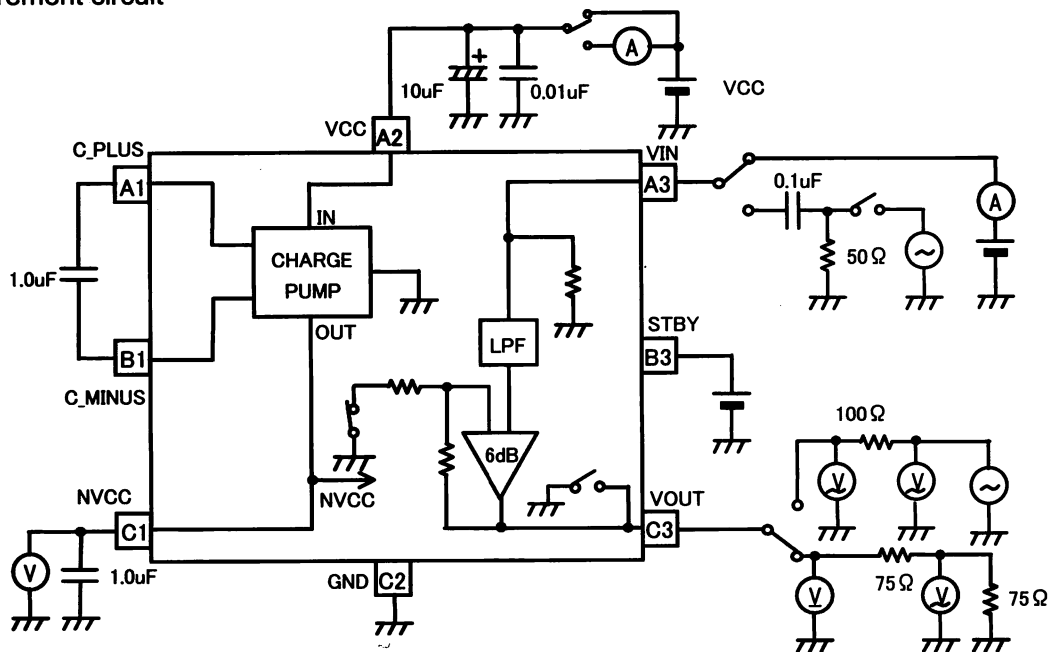 rement circuit
A
10uF
0.01uF
VCC
VCC
A2
C_PLUS
A1
VIN
A3
0.1uF
A
IN
CHARGE
PUMP
50Ω
1.0uF
OUT
STBY
LPF
B3
B1
C_MINUS
100Ω
6dB
V
V
NVCC
NVCC
VOUT
C1
C3
V
1.0uF
GND
C2
75Ω
V
V
75Ω